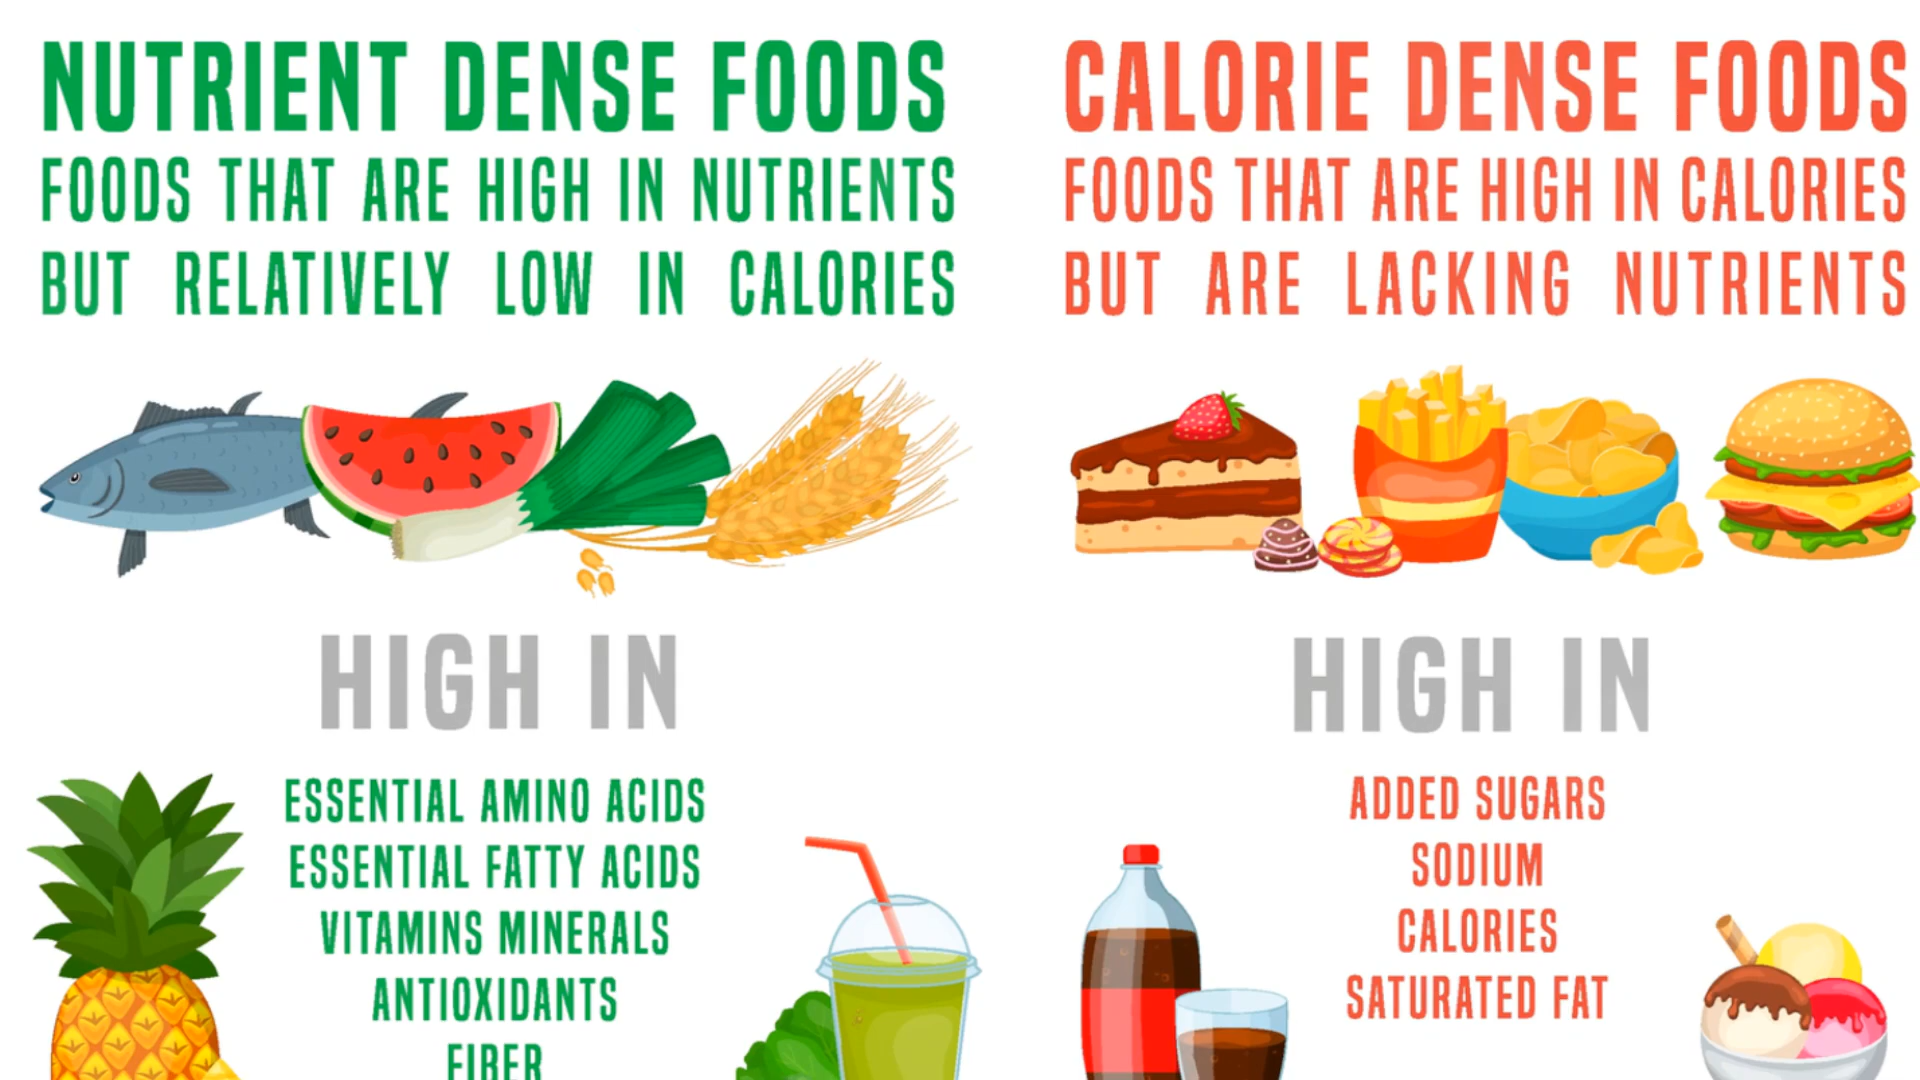 NUTRIENT DENSE FOODS
FOODS THAT ARE HIGH IN NUTRIENTS
BUT RELATIVELY LOW IN CALORIES
HIGH IN
ESSENTIAL AMINO ACIDS
ESSENTIAL FATTY ACIDS
VITAMINS MINERALS
ANTIOXIDANTS
FIBER
CALORIE DENSE FOODS
FOODS THAT ARE HIGH IN CALORIES
BUT ARE LACKING NUTRIENTS
HIGH IN
ADDED SUGARS
SODIUM
CALORIES
SATURATED FAT